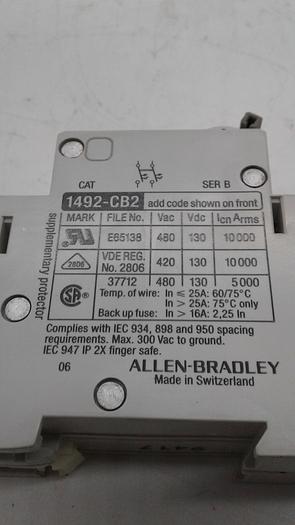 CAT SER B
1492-CB2 add code shown on front
MARK FILE No. Vac Vdc Icn Arms
E65138 480 130 10000
2806 VDE REG. No. 2806 420 130 10000
SA 37712 480 130 5000
Temp. of wire: In ≤ 25A: 60/75°C
In > 25A: 75°C only
Back up fuse: In > 16A: 2,25 In
supplementary protector
Complies with IEC 934, 898 and 950 spacing
requirements. Max. 300 Vac to ground.
IEC 947 IP 2X finger safe.
06 ALLEN-BRADLEY
Made in Switzerland